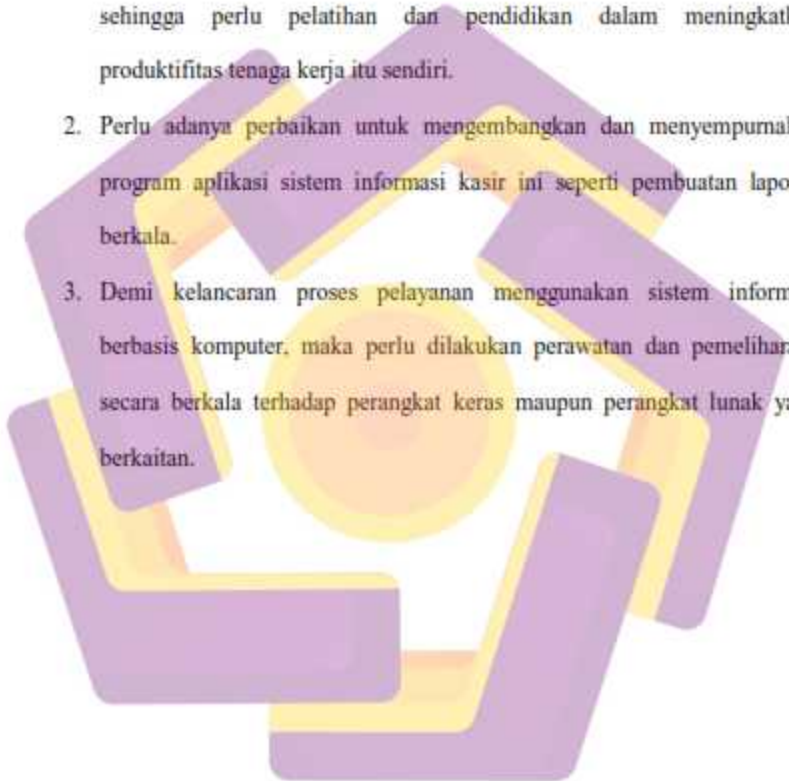 sehingga perlu pelatihan dan pendidikan dalam meningkatk
produktifitas tenaga kerja itu sendiri.
2. Perlu adanya perbaikan untuk mengembangkan dan menyempurnak
program aplikasi sistem informasi kasir ini seperti pembuatan lapo
berkala.
3. Demi kelancaran proses pelayanan menggunakan sistem inform
berbasis komputer, maka perlu dilakukan perawatan dan pemelihar
secara berkala terhadap perangkat keras maupun perangkat lunak ya
berkaitan.